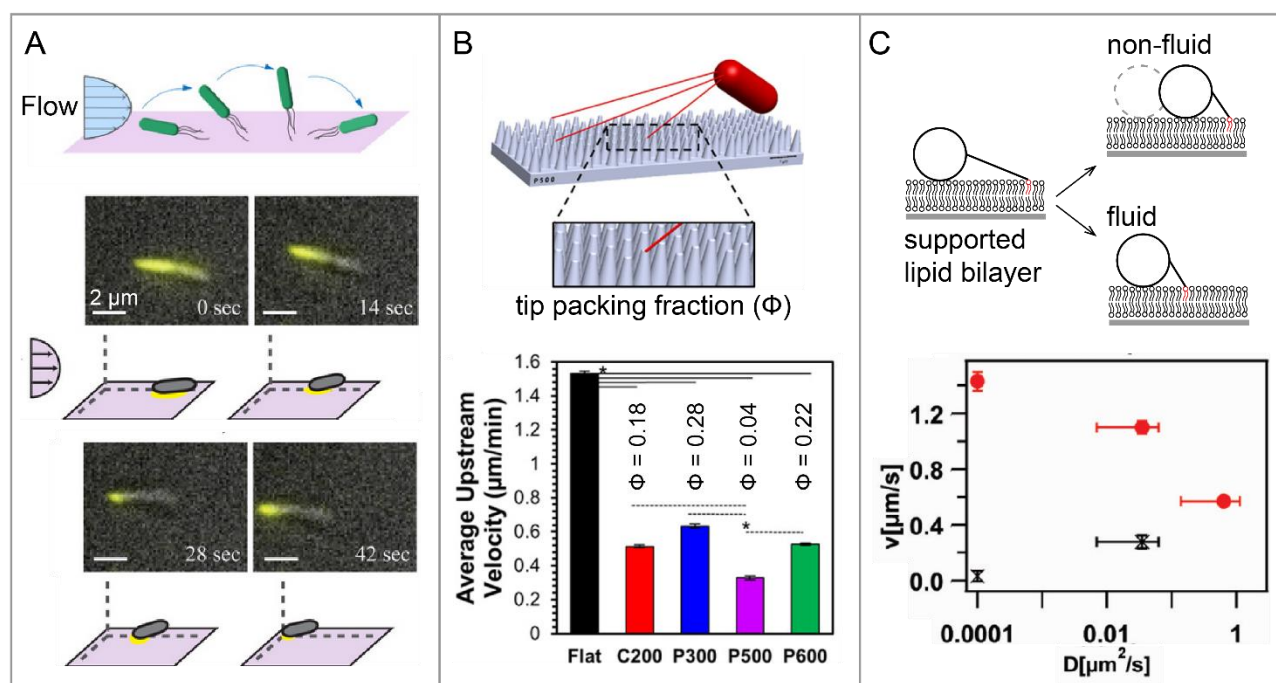 A
Flow
2 μm
0 sec
14 sec
28 sec
42 sec
B
P500
tip packing fraction (Φ)
Average Upstream
Velocity (μm/min)
1.6
1.4
1.2
1
0.8
0.6
0.4
0.2
0
*
Φ = 0.18
Φ = 0.28
Φ = 0.04
Φ = 0.22
*
Flat
C200
P300
P500
P600
C
non-fluid
fluid
supported
lipid bilayer
v[μm/s]
1.2
0.4
0.0
0.0001
0.01
1
D[μm²/s]